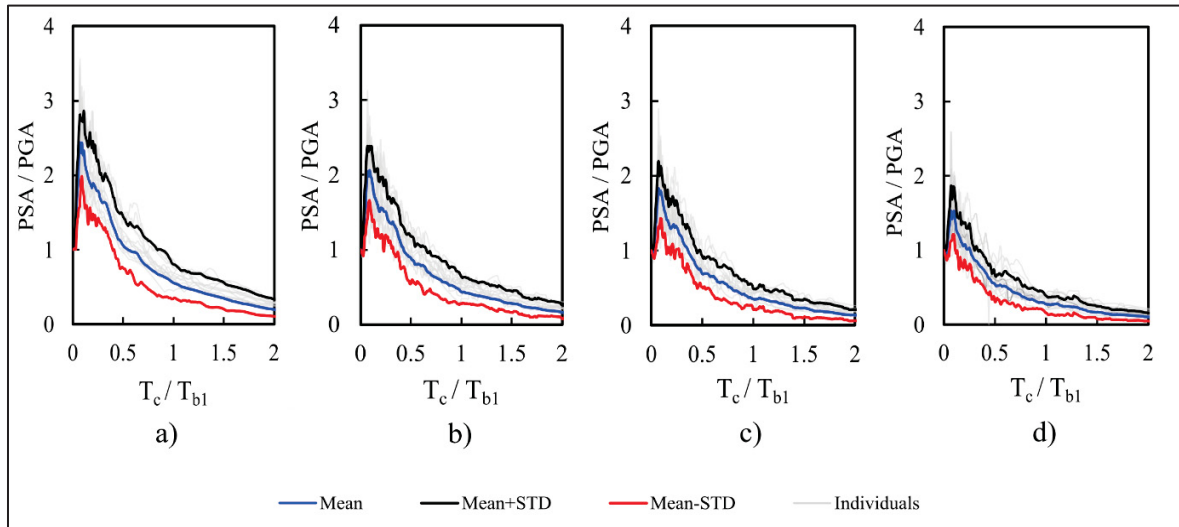 4
3
2
1
0
PSA / PGA
0 0.5 1 1.5 2
T_c / T_b1
a)
4
3
2
1
0
PSA / PGA
0 0.5 1 1.5 2
T_c / T_b1
b)
4
3
2
1
0
PSA / PGA
0 0.5 1 1.5 2
T_c / T_b1
c)
4
3
2
1
0
PSA / PGA
0 0.5 1 1.5 2
T_c / T_b1
d)
Mean Mean+STD Mean-STD Individuals